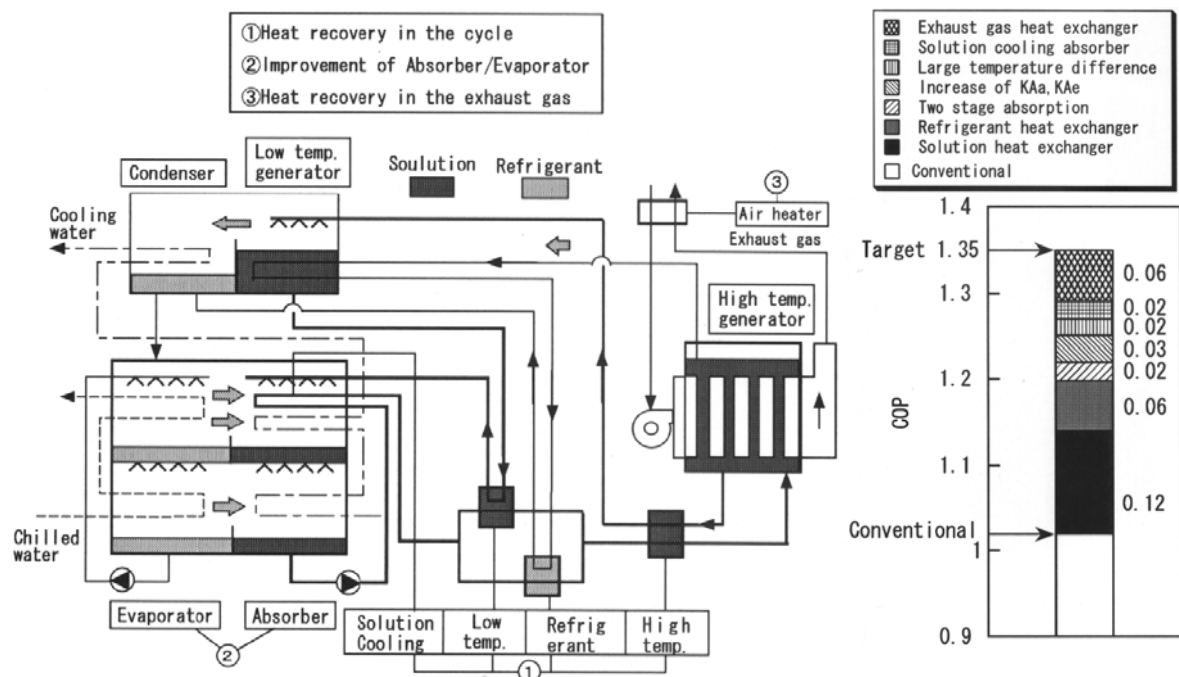 ①Heat recovery in the cycle
②Improvement of Absorber/Evaporator
③Heat recovery in the exhaust gas
Exhaust gas heat exchanger
Solution cooling absorber
Large temperature difference
Increase of KAa, KAe
Two stage absorption
Refrigerant heat exchanger
Solution heat exchanger
Conventional
Condenser
Low temp.
generator
Soulution
Refrigerant
③
Air heater
Exhaust gas
Cooling
water
High temp.
generator
Chilled
water
Evaporator
Absorber
②
Solution
Cooling
Low
temp.
Refrig
erant
High
temp.
①
COP
1.4
Target 1.35
1.3
1.2
1.1
Conventional
1
0.9
0.06
0.02
0.02
0.03
0.02
0.06
0.12